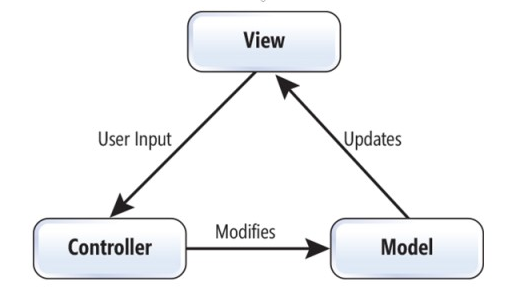 View
User Input
Updates
Controller
Modifies
Model